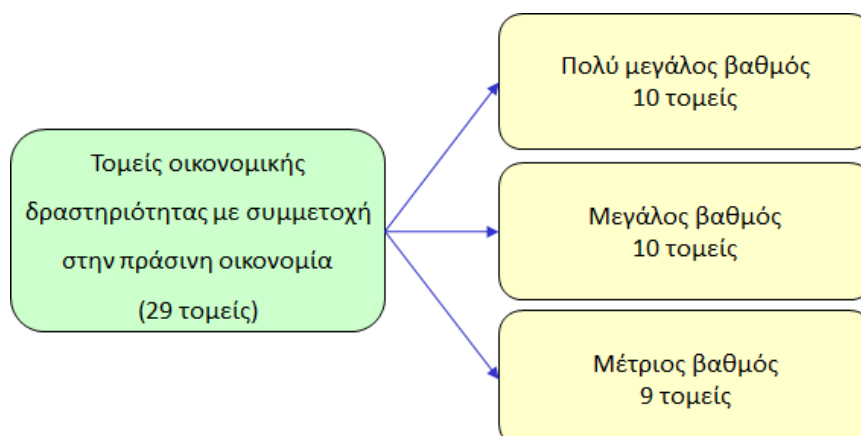 Τομείς οικονομικής
δραστηριότητας με συμμετοχή
στην πράσινη οικονομία
(29 τομείς)
Πολύ μεγάλος βαθμός
10 τομείς
Μεγάλος βαθμός
10 τομείς
Μέτριος βαθμός
9 τομείς